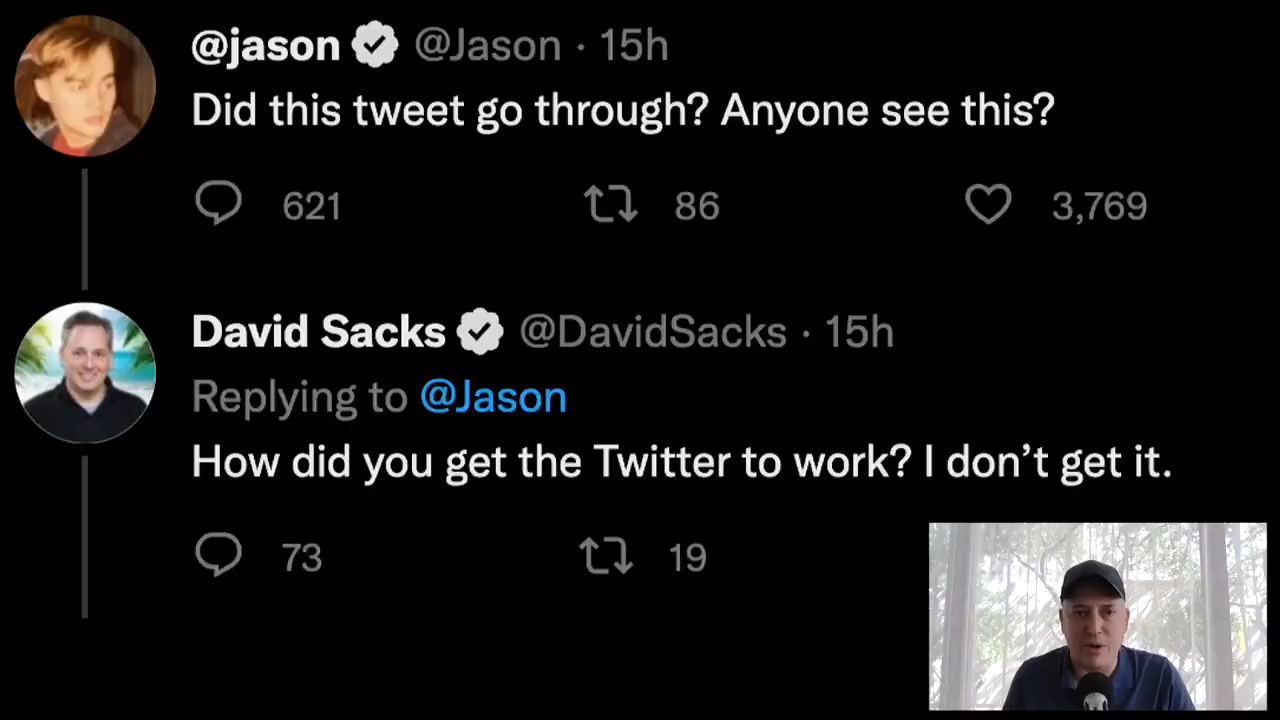 @jason @Jason · 15h
Did this tweet go through? Anyone see this?
621 86 3,769
David Sacks @DavidSacks · 15h
Replying to @Jason
How did you get the Twitter to work? I don’t get it.
73 19